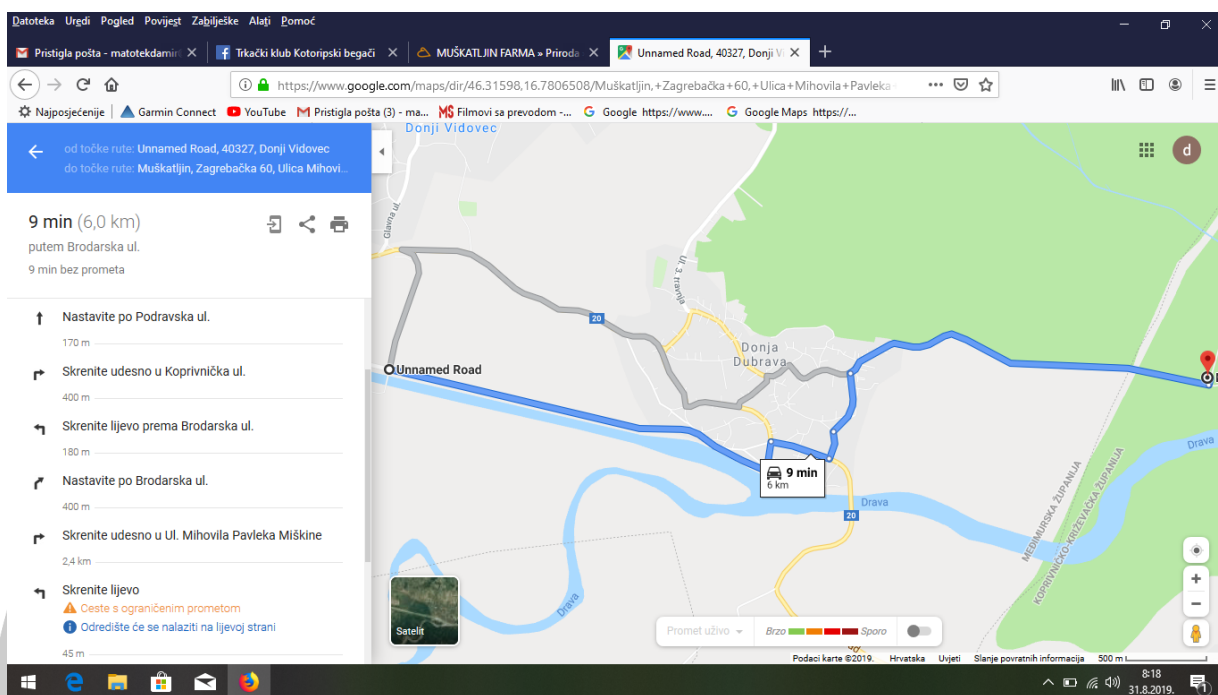 Datoteka Uredi Pogled Povijest Zabilješke Alati Pomoć
Pristigla pošta - matotekdamir
Trkački klub Kotoripski begači
MUŠKATLJIN FARMA » Priroda
Unnamed Road, 40327, Donji Vi
https://www.google.com/maps/dir/46.31598,16.7806508/Muškatljin,+Zagrebačka+60,+Ulica+Mihovila+Pavleka
Najposjećenije Garmin Connect YouTube Pristigla pošta (3) - ma... Filmovi sa prevodom -... Google https://www.... Google Maps https://...
od točke rute: Unnamed Road, 40327, Donji Vidovec
do točke rute: Muškatljin, Zagrebačka 60, Ulica Mihovi...
9 min (6,0 km)
putem Brodarska ul.
9 min bez prometa
Nastavite po Podravska ul.
170 m
Skrenite udesno u Koprivnička ul.
400 m
Skrenite lijevo prema Brodarska ul.
180 m
Nastavite po Brodarska ul.
400 m
Skrenite udesno u Ul. Mihovila Pavleka Miškine
2,4 km
Skrenite lijevo
Ceste s ograničenim prometom
Odredište će se nalaziti na lijevoj strani
45 m
Donji Vidovec
d
Glavna ul.
Ul. 3. travnja
20
Donja
Dubrava
Unnamed Road
9 min
6 km
Drava
20
Drava
Drava
MEĐIMURSKA ŽUPANIJA
KOPRIVNIČKO-KRIŽEVAČKA ŽUPANIJA
Satelit
Promet uživo Brzo Sporo
Podaci karte ©2019. Hrvatska Uvjeti Slanje povratnih informacija 500 m
8:18
31.8.2019.
1